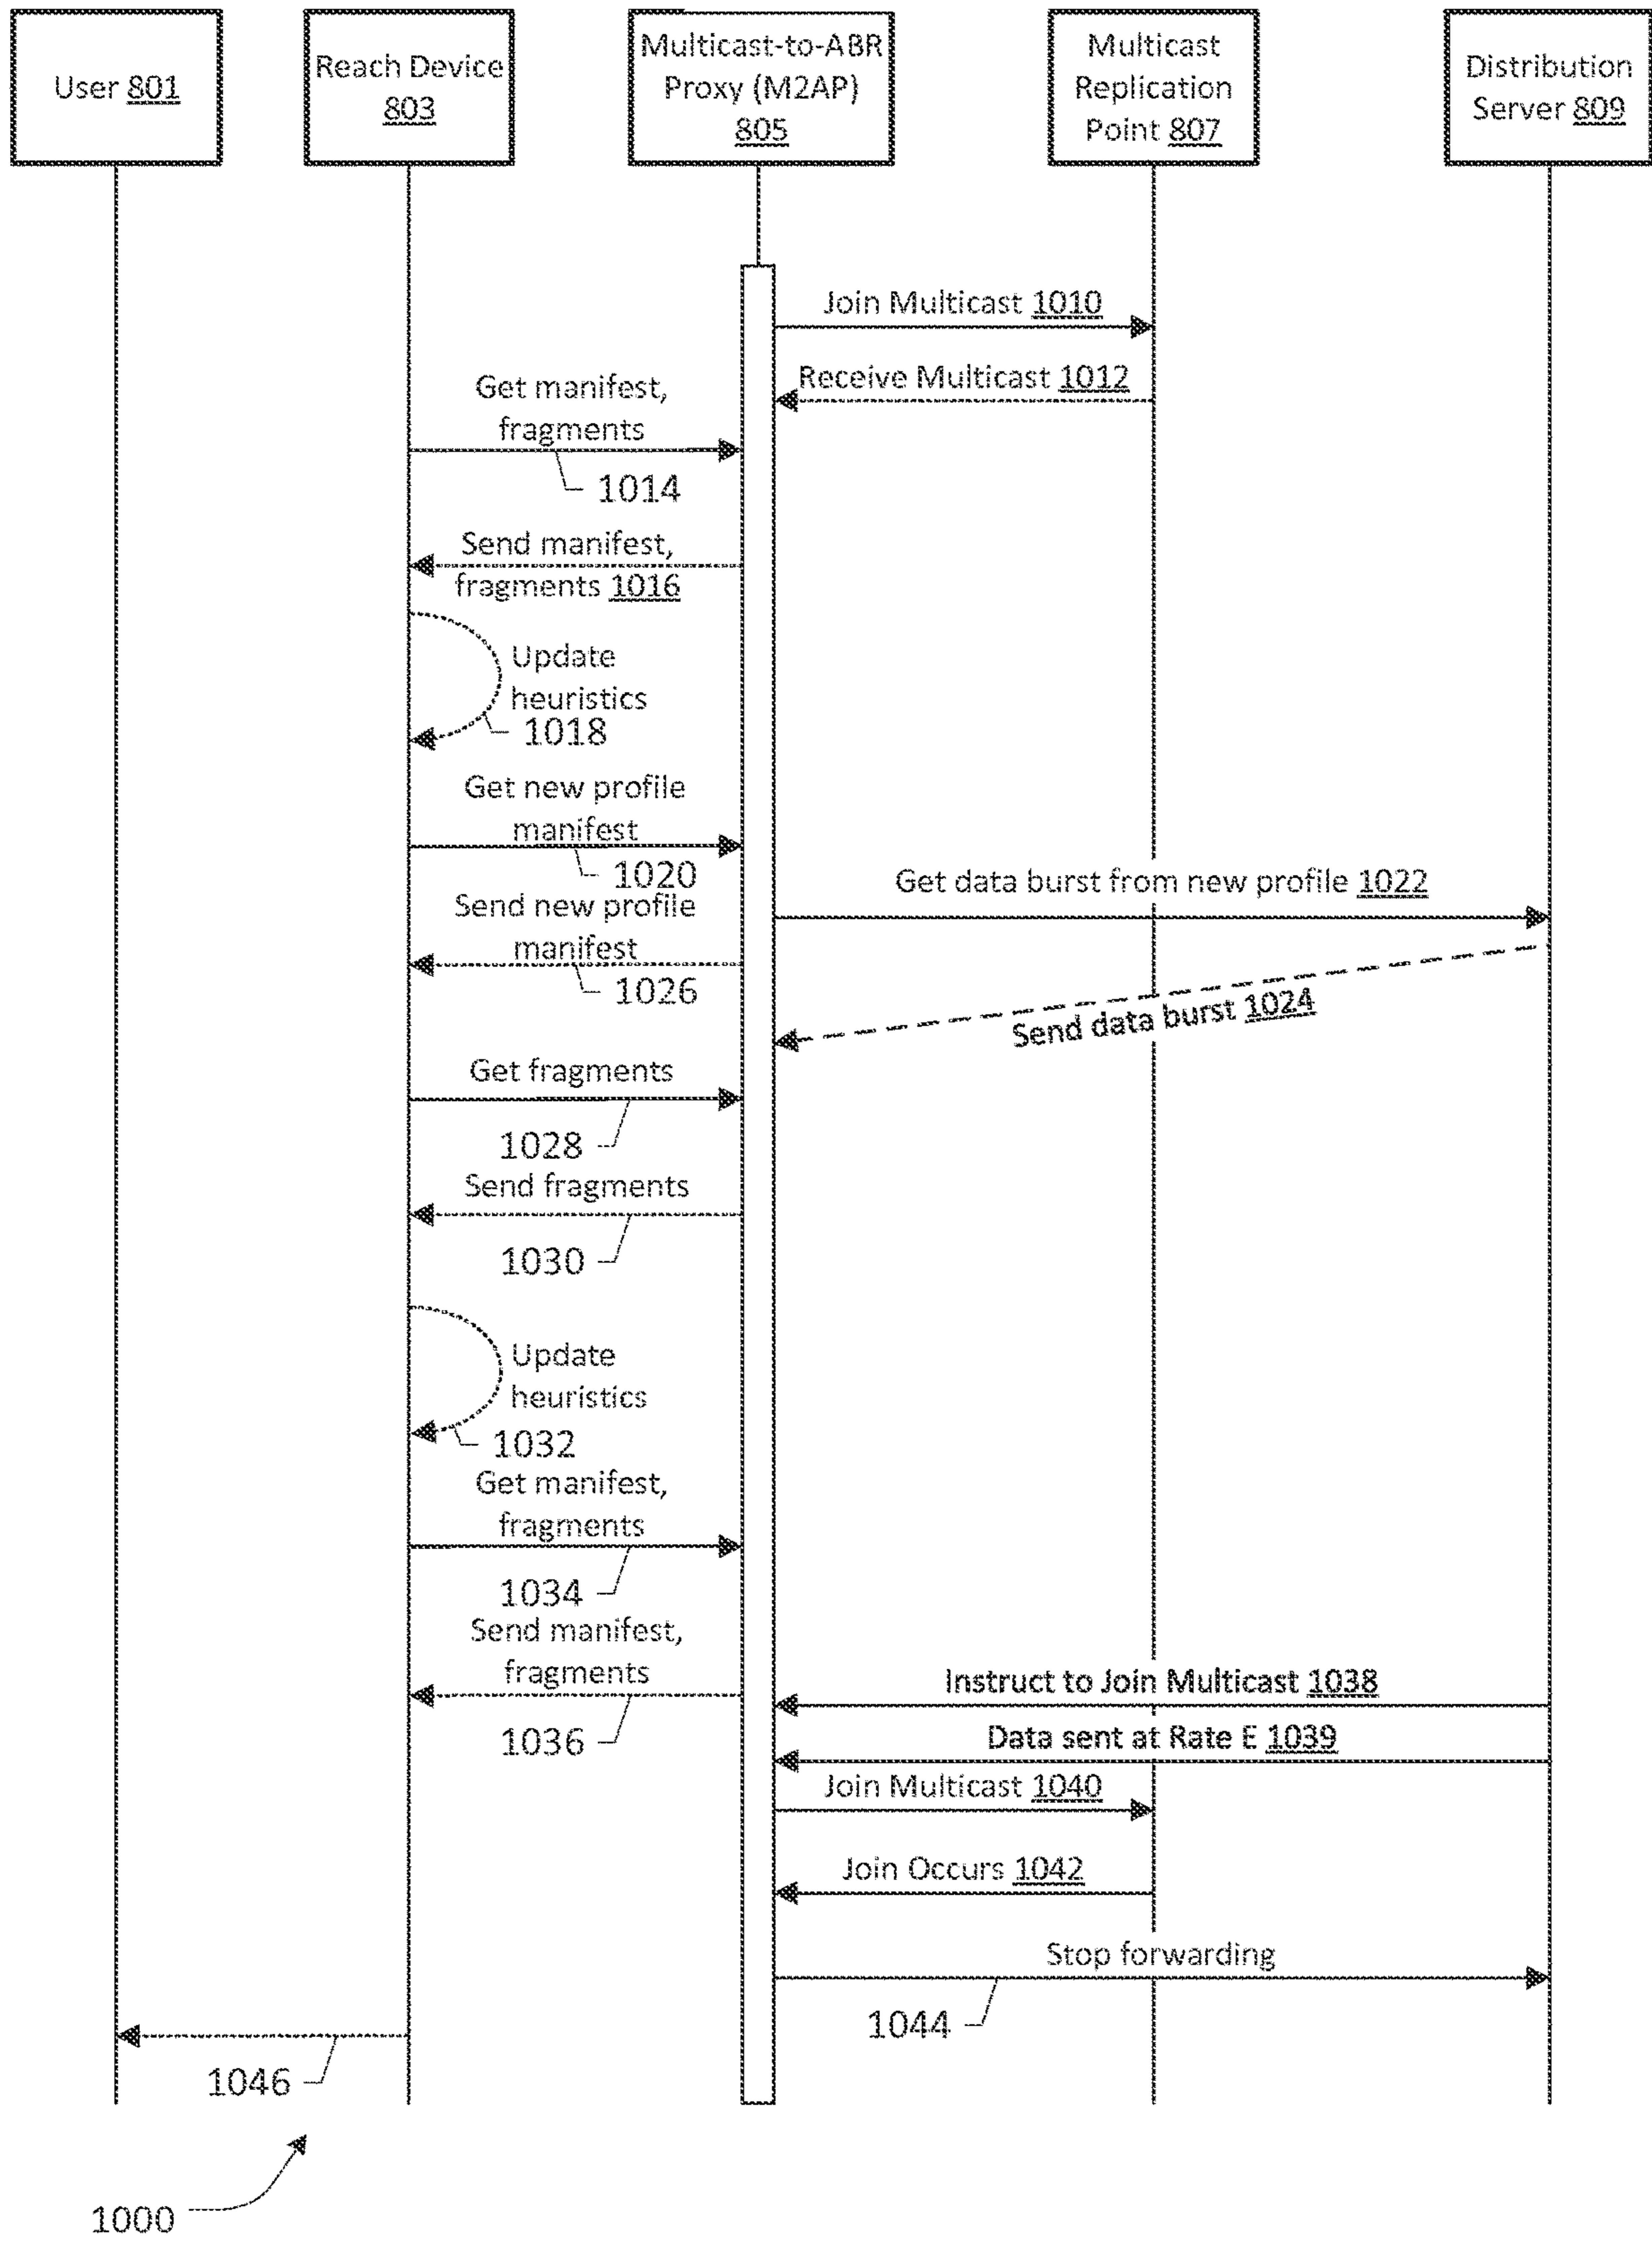 User 801
Reach Device
803
Multicast-to-ABR
Proxy (M2AP)
805
Multicast
Replication
Point 807
Distribution
Server 809
Join Multicast 1010
Receive Multicast 1012
Get manifest,
fragments
1014
Send manifest,
fragments 1016
Update
heuristics
1018
Get new profile
manifest
1020
Get data burst from new profile 1022
Send new profile
manifest
1026
Send data burst 1024
Get fragments
1028
Send fragments
1030
Update
heuristics
1032
Get manifest,
fragments
1034
Send manifest,
fragments
1036
Instruct to Join Multicast 1038
Data sent at Rate E 1039
Join Multicast 1040
Join Occurs 1042
Stop forwarding
1044
1046
1000